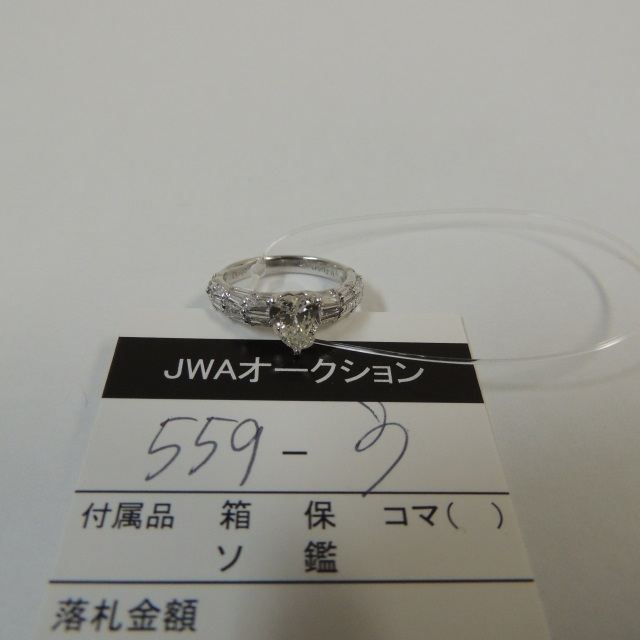 JWAオークション
559 -
付属品 箱 保 コマ( )
ソ 鑑
落札金額